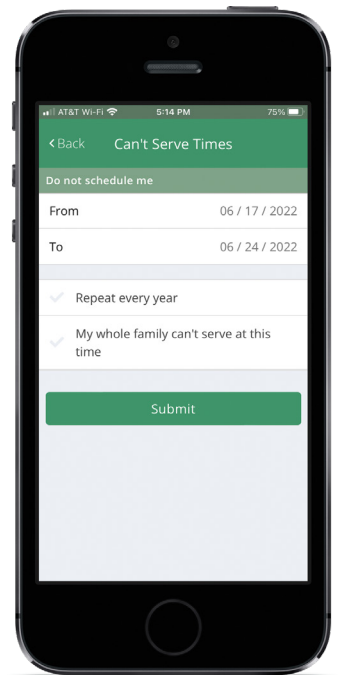 AT&T Wi-Fi 5:14 PM 75%
Back Can't Serve Times
Do not schedule me
From 06 / 17 / 2022
To 06 / 24 / 2022
Repeat every year
My whole family can't serve at this
time
Submit